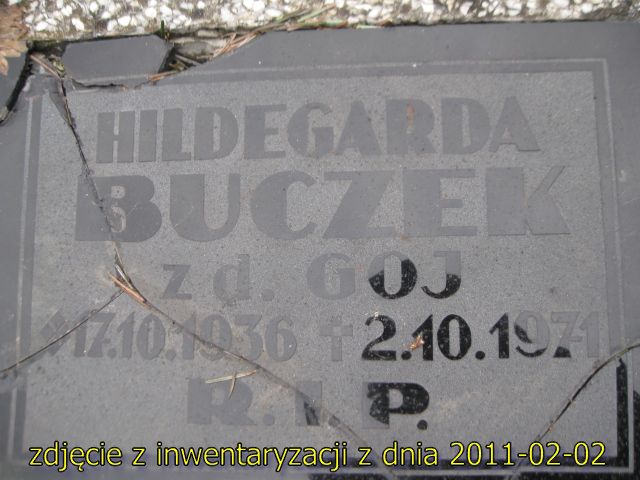 HILDEGARDA
BUCZEK
zd. GOJ
*17.10.1936 † 2.10.1971
R.I.P.
zdjęcie z inwentaryzacji z dnia 2011-02-02